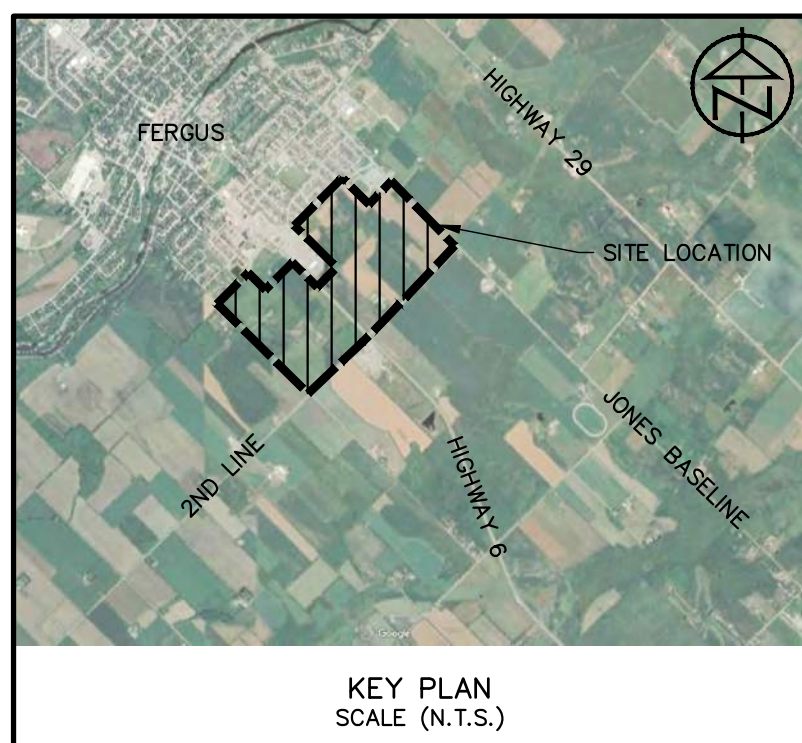 HIGHWAY 29
FERGUS
SITE LOCATION
JONES BASELINE
2ND LINE
HIGHWAY 6
Google
KEY PLAN
SCALE (N.T.S.)